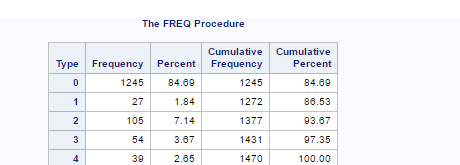 The FREQ Procedure
Type Frequency Percent Cumulative Frequency Cumulative Percent
0 1245 84.69 1245 84.69
1 27 1.84 1272 86.53
2 105 7.14 1377 93.67
3 54 3.67 1431 97.35
4 39 2.65 1470 100.00